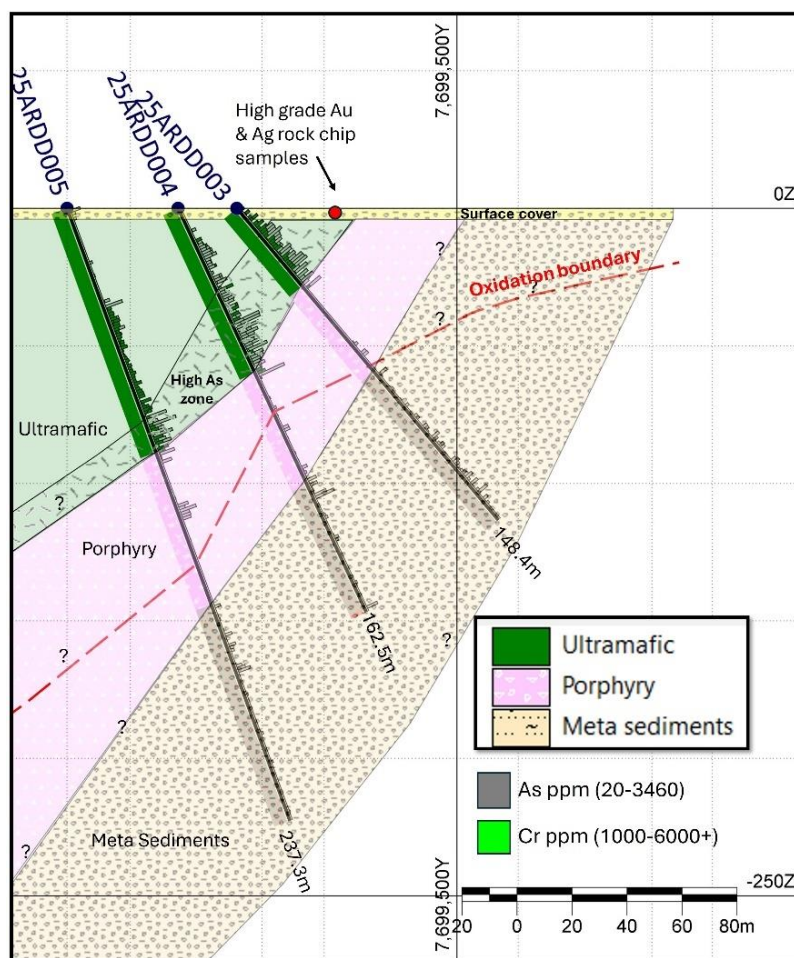 7,699,500Y
25ARDD005
25ARDD004
25ARDD003
High grade Au
& Ag rock chip
samples
0Z
Surface cover
Oxidation boundary
?
?
?
High As
zone
Ultramafic
?
Porphyry
148.4m
162.5m
?
?
?
Meta Sediments
237.3m
?
Ultramafic
Porphyry
Meta sediments
~
As ppm (20-3460)
Cr ppm (1000-6000+)
7,699,500Y
-250Z
20 0 20 40 60 80m